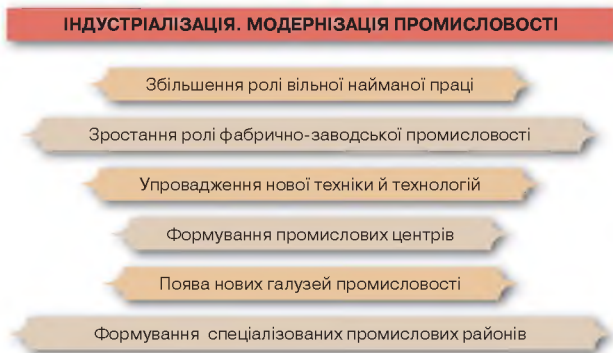 ІНДУСТРІАЛІЗАЦІЯ. МОДЕРНІЗАЦІЯ ПРОМИСЛОВОСТІ
Збільшення ролі вільної найманої праці
Зростання ролі фабрично-заводської промисловості
Упровадження нової техніки й технологій
Формування промислових центрів
Поява нових галузей промисловості
Формування спеціалізованих промислових районів